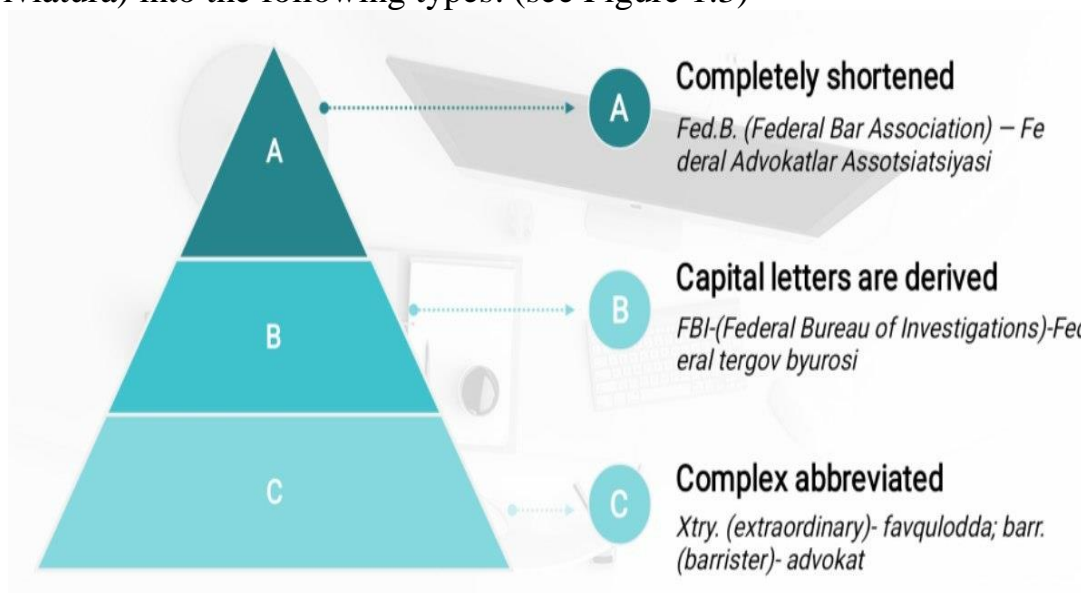 into the following types. (see Figure 1.3)
A
A
Completely shortened
Fed.B. (Federal Bar Association) – Fe
deral Advokatlar Assotsiatsiyasi
B
B
Capital letters are derived
FBI-(Federal Bureau of Investigations)-Fed
eral tergov byurosi
C
C
Complex abbreviated
Xtry. (extraordinary)- favqulodda; barr.
(barrister)- advokat